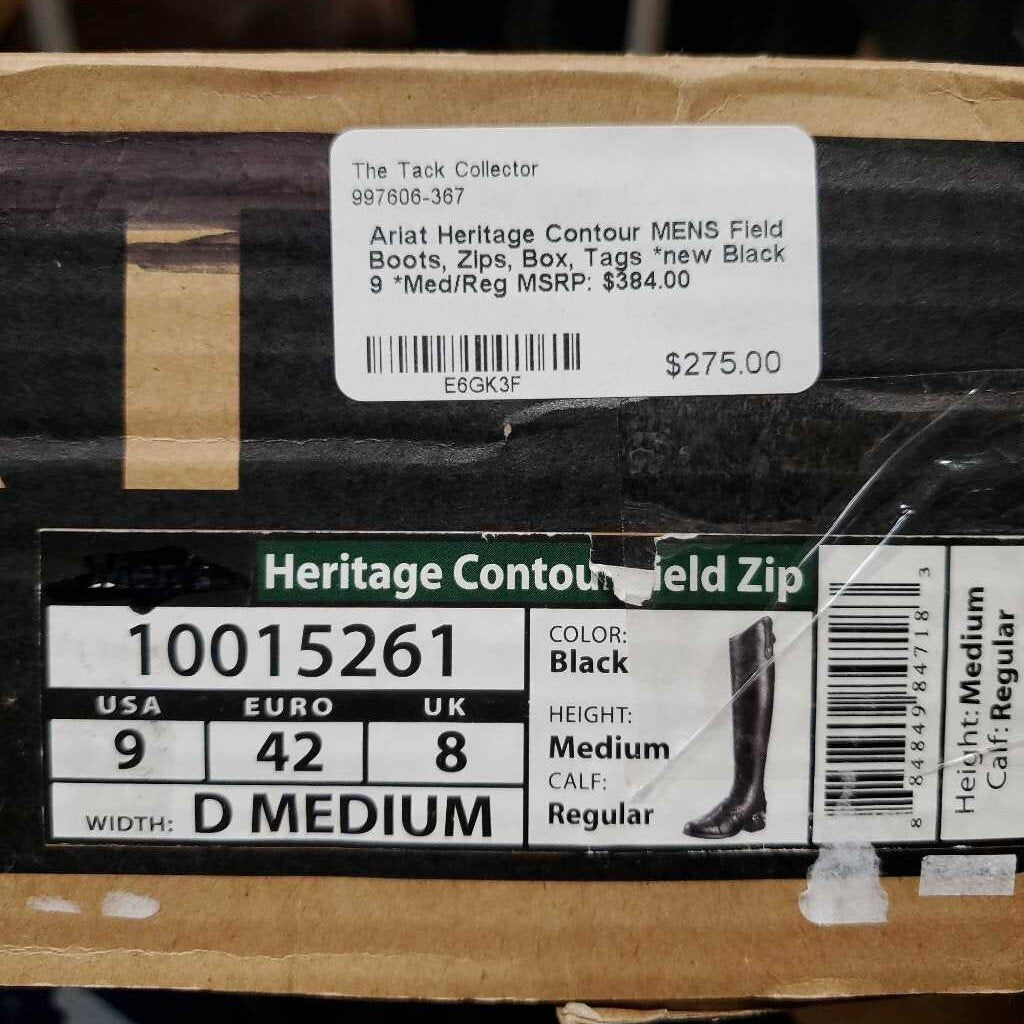 The Tack Collector
997606-367
Ariat Heritage Contour MENS Field
Boots, Zips, Box, Tags *new Black
9 *Med/Reg MSRP: $384.00
E6GK3F
$275.00
Heritage Contou ield Zip
10015261
USA EURO UK
9 42 8
WIDTH: D MEDIUM
COLOR:
Black
HEIGHT:
Medium
CALF:
Regular
8 84849 84718 3
Height: Medium
Calf: Regular